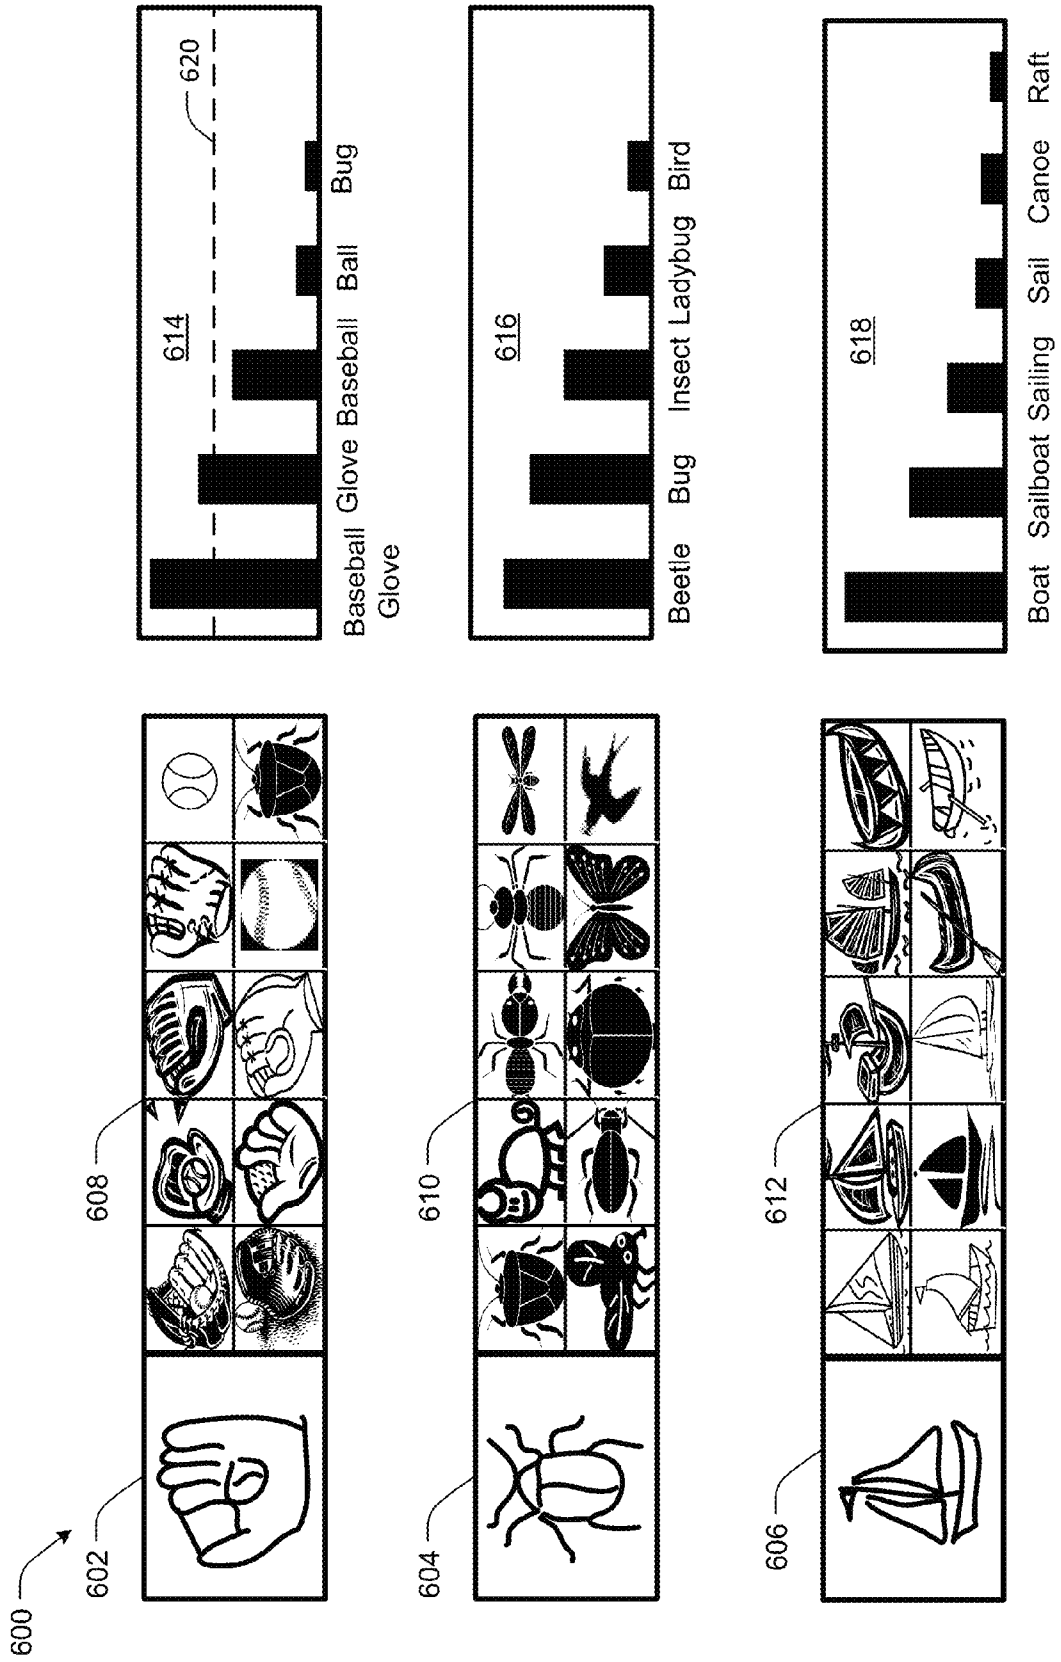 600
602
608
614
620
Baseball Glove
Glove
Baseball
Ball
Bug
604
610
616
Beetle
Bug
Insect
Ladybug
Bird
606
612
618
Boat
Sailboat
Sailing
Sail
Canoe
Raft